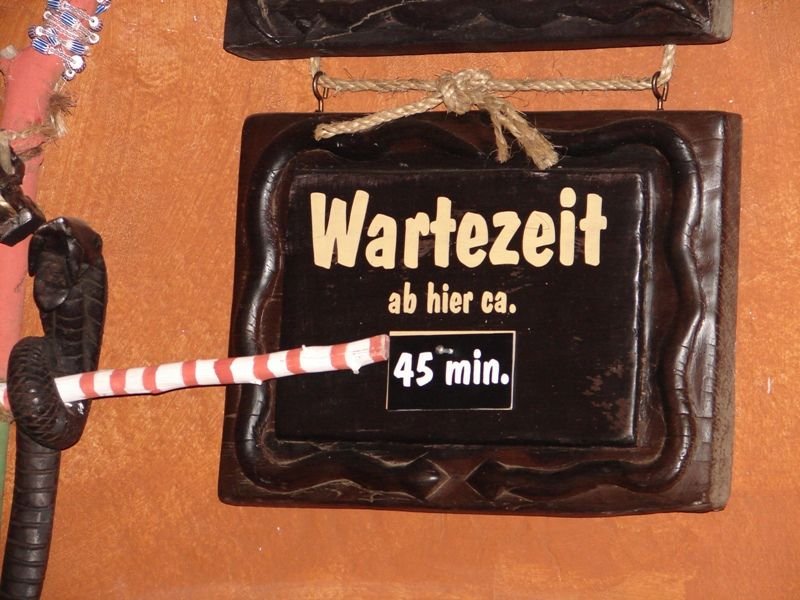 Wartezeit
ab hier ca.
45 min.